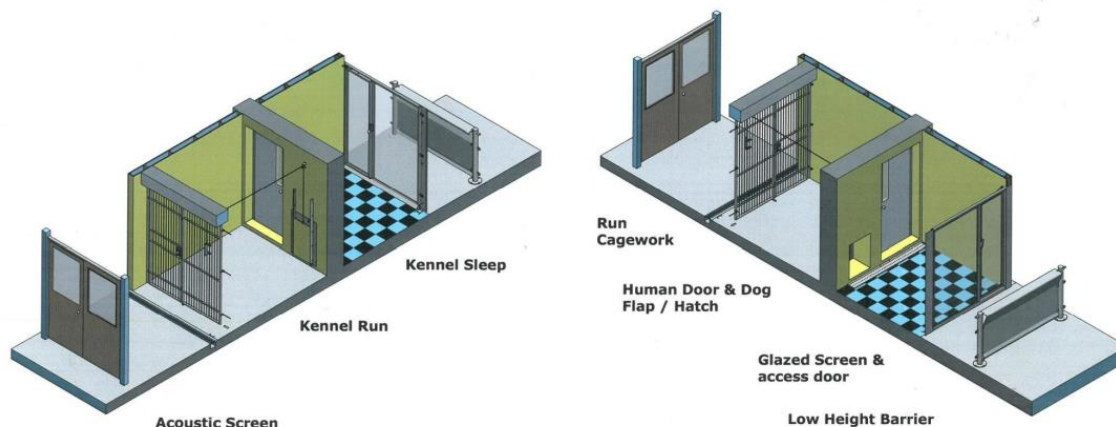 Kennel Sleep
Kennel Run
Acoustic Screen
Run
Cagework
Human Door & Dog
Flap / Hatch
Glazed Screen &
access door
Low Height Barrier